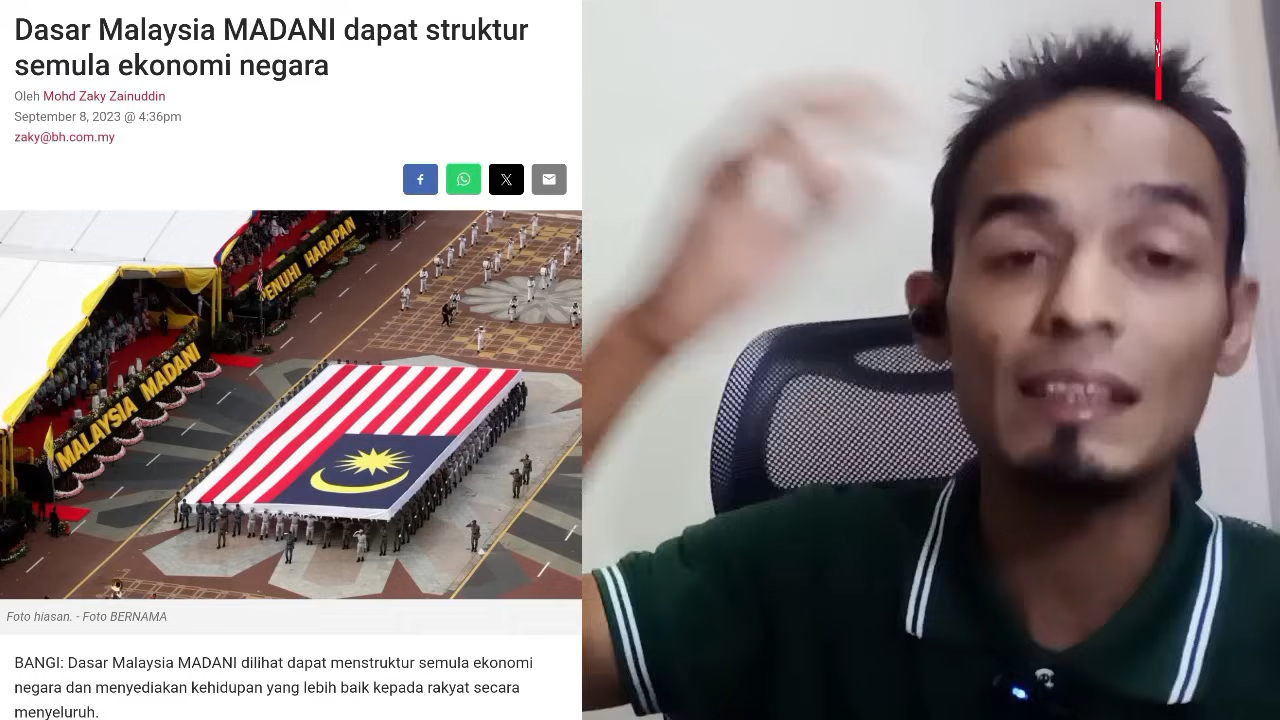 Dasar Malaysia MADANI dapat struktur
semula ekonomi negara
Oleh Mohd Zaky Zainuddin
September 8, 2023 @ 4:36pm
zaky@bh.com.my
ENUHI HARAPAN
MALAYSIA MADANI
Foto hiasan. - Foto BERNAMA
BANGI: Dasar Malaysia MADANI dilihat dapat menstruktur semula ekonomi
negara dan menyediakan kehidupan yang lebih baik kepada rakyat secara
menyeluruh.